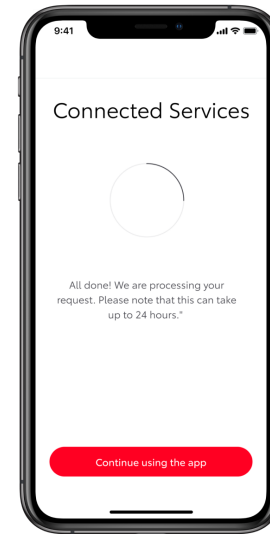 9:41
Connected Services
All done! We are processing your
request. Please note that this can take
up to 24 hours."
Continue using the app